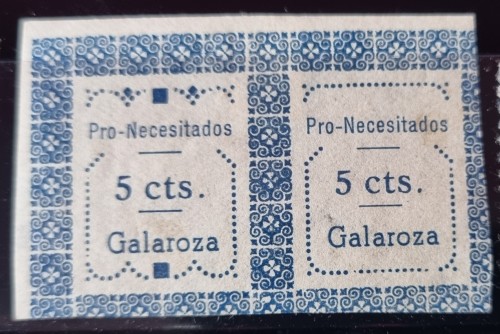 Pro-Necesitados
5 cts.
Galaroza
Pro-Necesitados
5 cts.
Galaroza